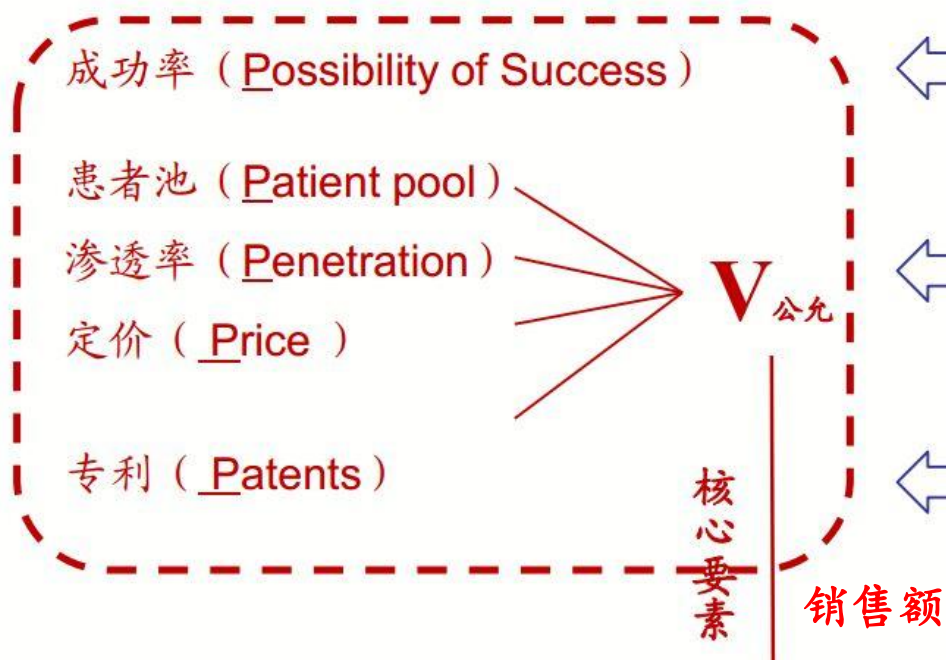 成功率（Possibility of Success）
患者池（Patient pool）
渗透率（Penetration）
定价（ Price ）
专利（ Patents）
V公允
核心要素
销售额